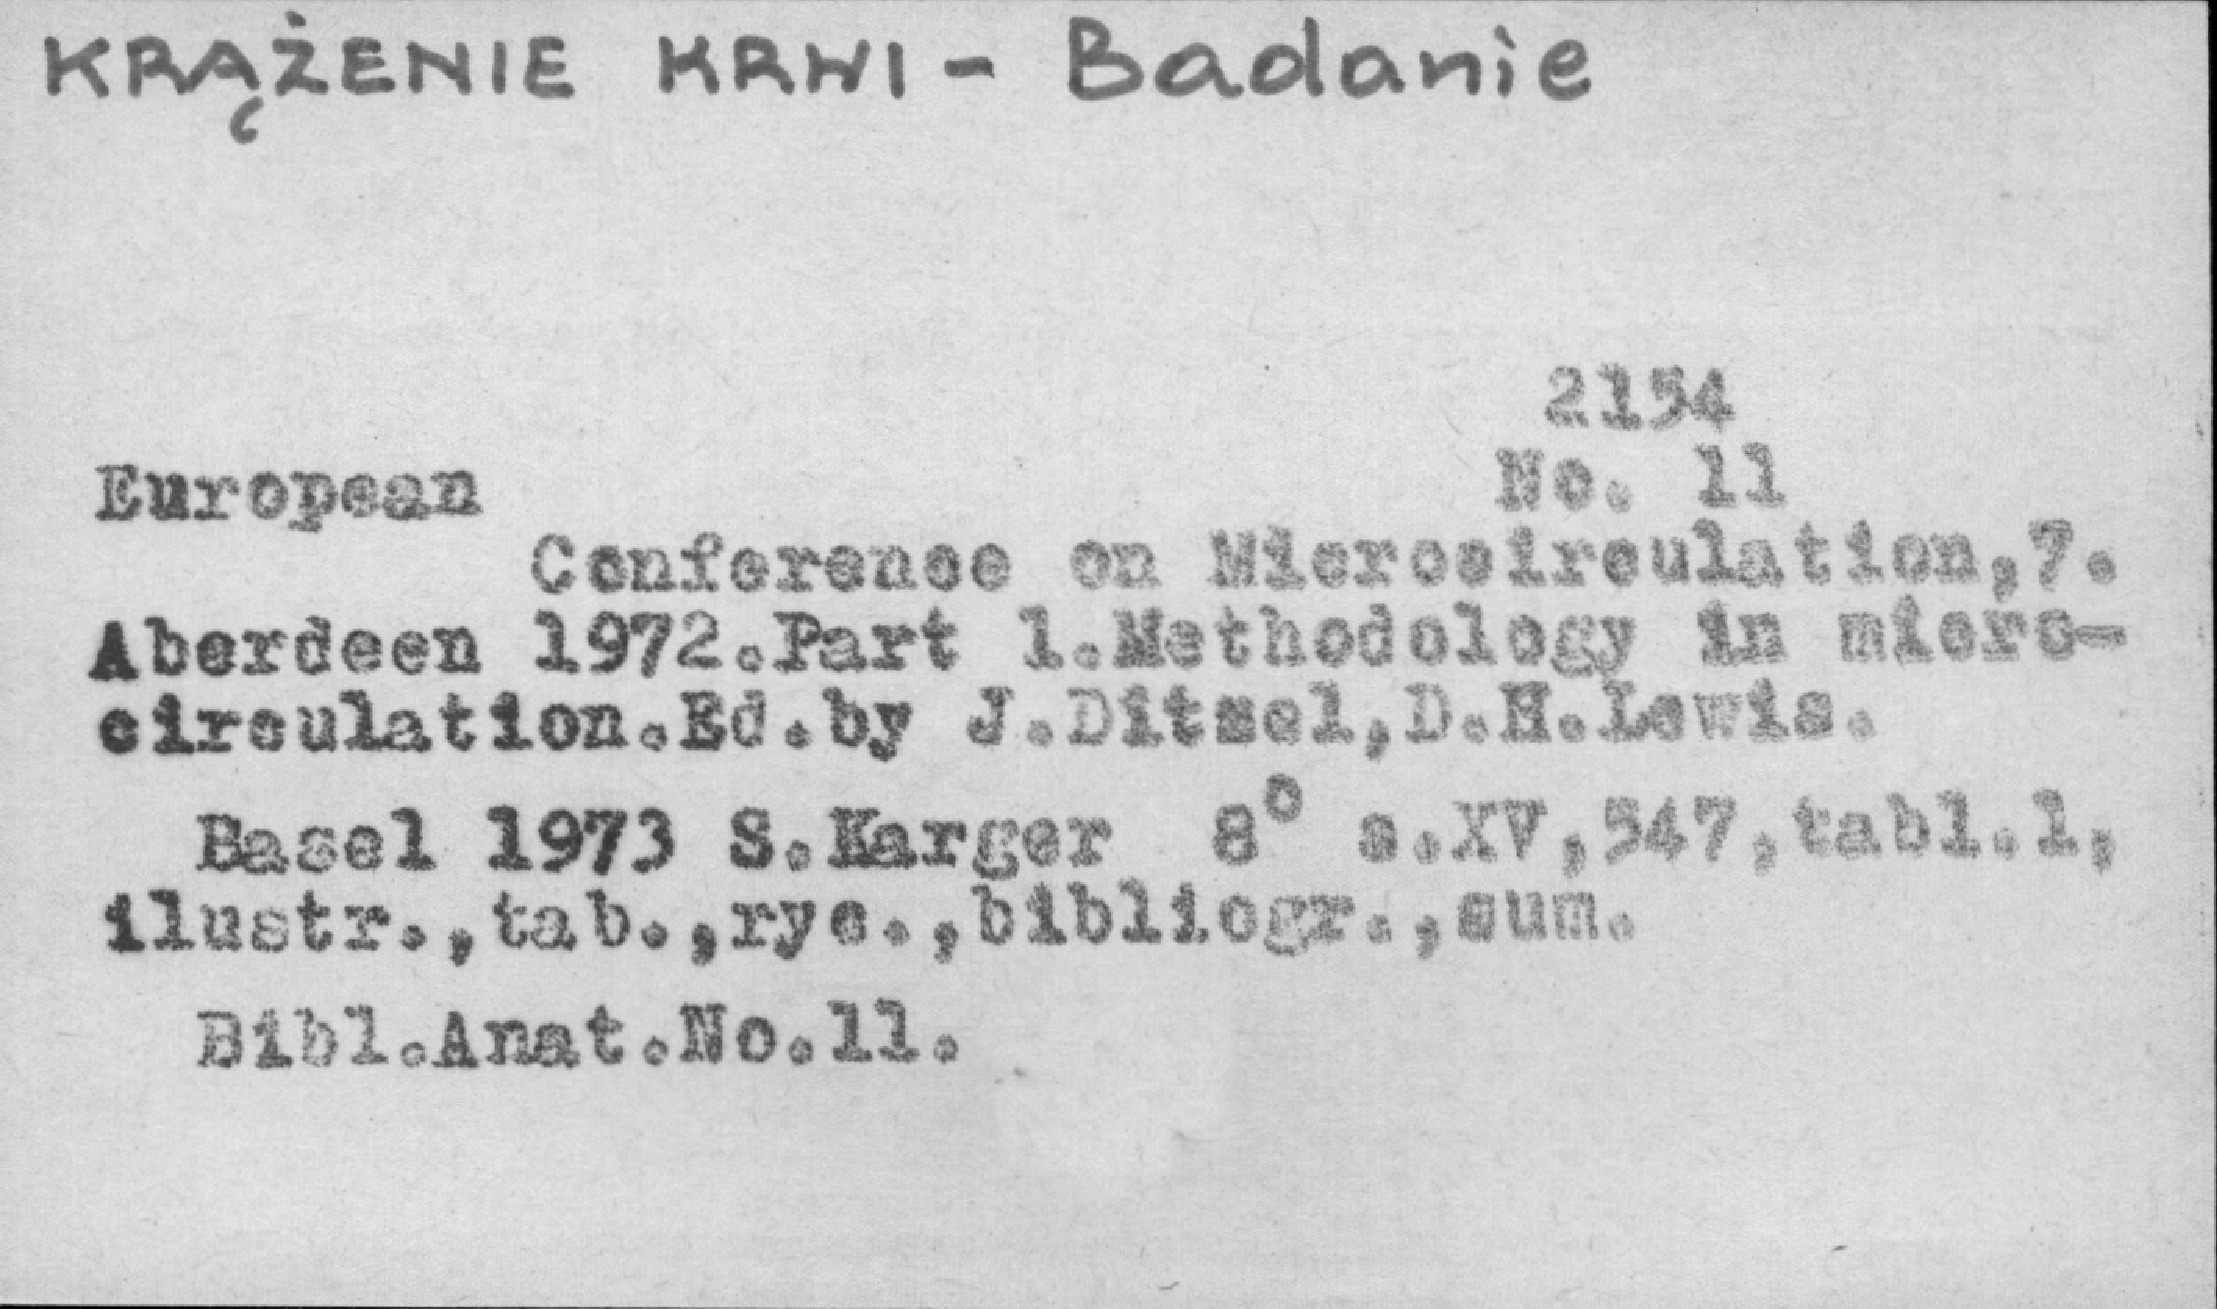 KRĄŻENIE KRWI - Badanie
2154
No. 11
European
Conference on Microcirculation,7.
Aberdeen 1972.Part 1.Methodology in micro-
circulation.Ed.by J.Ditzel,D.H.Lewis.
Basel 1973 S.Karger 8° s.XV,547,tabl.1,
ilustr.,tab.,ryc.,bibliogr.,sum.
Bibl.Anat.No.11.